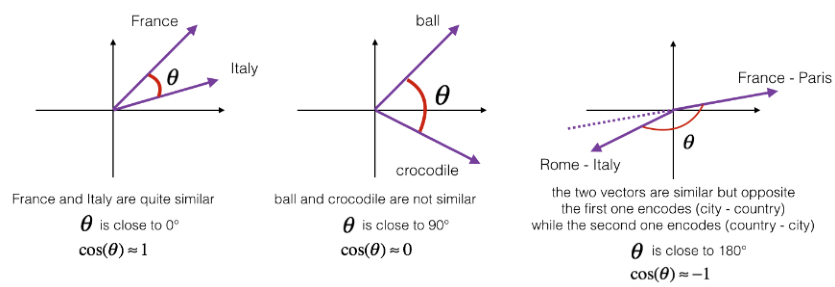 France
Italy
θ
France and Italy are quite similar
θ is close to 0°
cos(θ) ≈ 1
ball
θ
crocodile
ball and crocodile are not similar
θ is close to 90°
cos(θ) ≈ 0
France - Paris
θ
Rome - Italy
the two vectors are similar but opposite
the first one encodes (city - country)
while the second one encodes (country - city)
θ is close to 180°
cos(θ) ≈ -1